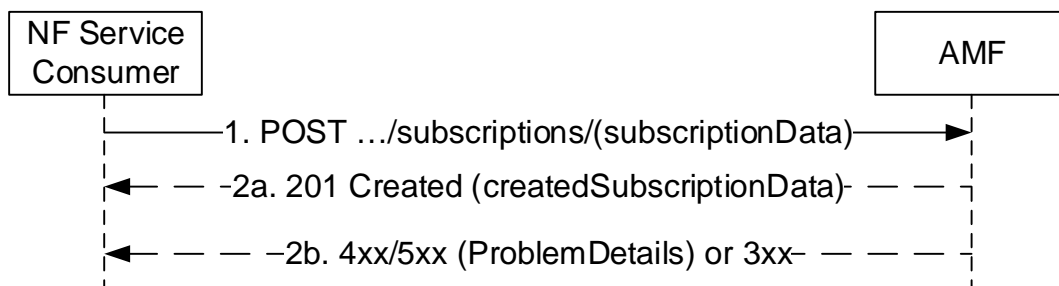 NF Service
Consumer
AMF
1. POST …/subscriptions/(subscriptionData)
2a. 201 Created (createdSubscriptionData)
2b. 4xx/5xx (ProblemDetails) or 3xx